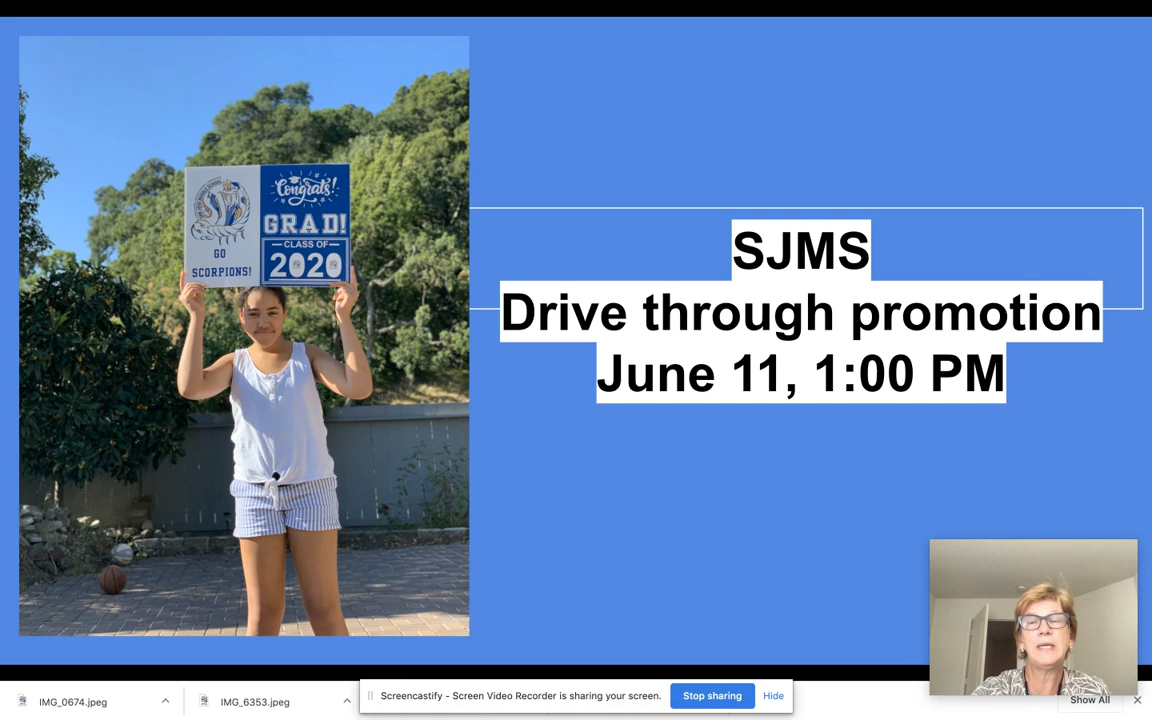 Congrats!
GRAD!
CLASS OF
2020
GO
SCORPIONS!
SJMS
Drive through promotion
June 11, 1:00 PM
IMG_0674.jpeg
IMG_6353.jpeg
Screencastify - Screen Video Recorder is sharing your screen.
Stop sharing
Hide
Show All